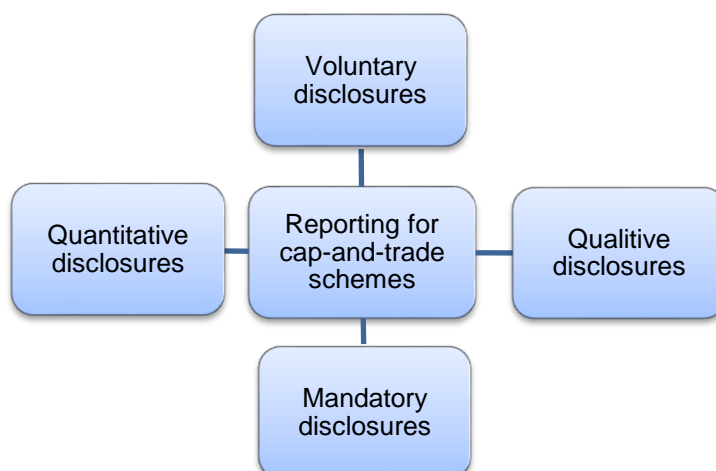 Voluntary
disclosures
Quantitative
disclosures
Reporting for
cap-and-trade
schemes
Qualitive
disclosures
Mandatory
disclosures